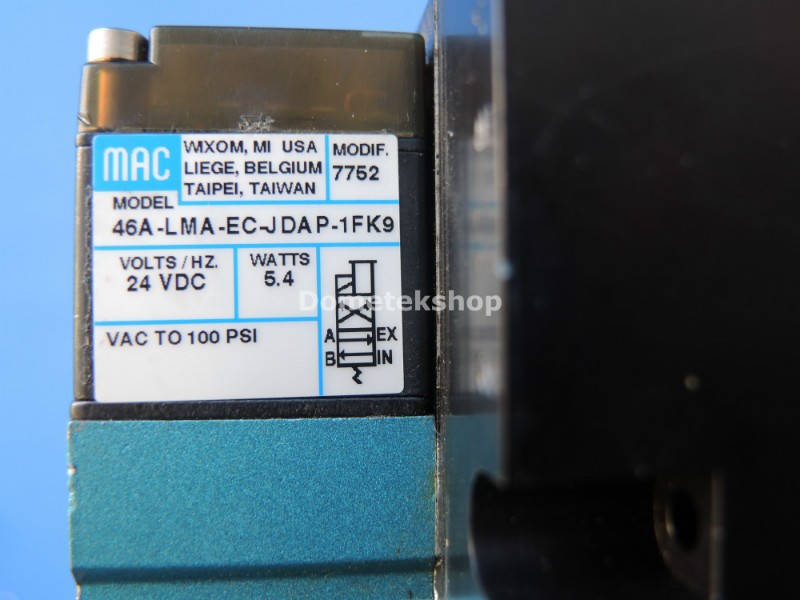 MAC
WIXOM, MI USA
LIEGE, BELGIUM
TAIPEI, TAIWAN
MODIF.
7752
MODEL
46A-LMA-EC-JDAP-1FK9
VOLTS/HZ.
24 VDC
WATTS
5.4
VAC TO 100 PSI
A EX
B IN
Dometekshop